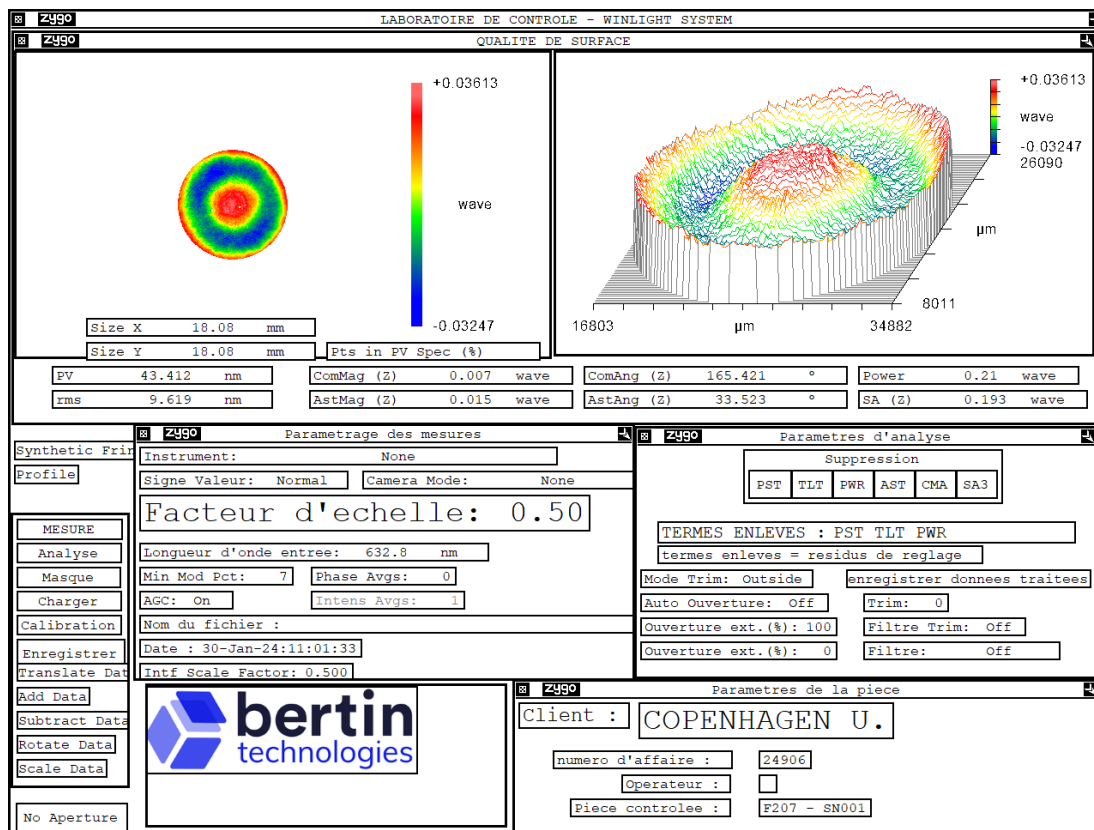 zygo LABORATOIRE DE CONTROLE - WINLIGHT SYSTEM
zygo QUALITE DE SURFACE
+0.03613
wave
-0.03247
+0.03613
wave
-0.03247
26090
µm
8011
16803 µm 34882
Size X 18.08 mm
Size Y 18.08 mm
Pts in PV Spec (%)
PV 43.412 nm
ComMag (Z) 0.007 wave
ComAng (Z) 165.421 °
Power 0.21 wave
rms 9.619 nm
AstMag (Z) 0.015 wave
AstAng (Z) 33.523 °
SA (Z) 0.193 wave
Synthetic Frin
Profile
MESURE
Analyse
Masque
Charger
Calibration
Enregistrer
Translate Dat
Add Data
Subtract Data
Rotate Data
Scale Data
No Aperture
zygo Parametrage des mesures
Instrument: None
Signe Valeur: Normal
Camera Mode: None
Facteur d'echelle: 0.50
Longueur d'onde entree: 632.8 nm
Min Mod Pct: 7
Phase Avgs: 0
AGC: On
Intens Avgs: 1
Nom du fichier :
Date : 30-Jan-24:11:01:33
Intf Scale Factor: 0.500
zygo Parametres d'analyse
Suppression
PST TLT PWR AST CMA SA3
TERMES ENLEVES : PST TLT PWR
termes enleves = residus de reglage
Mode Trim: Outside
enregistrer donnees traitees
Auto Ouverture: Off
Trim: 0
Ouverture ext.(%): 100
Filtre Trim: Off
Ouverture ext.(%): 0
Filtre: Off
bertin
technologies
zygo Parametres de la piece
Client : COPENHAGEN U.
numero d'affaire : 24906
Operateur :
Pièce controlee : F207 - SN001